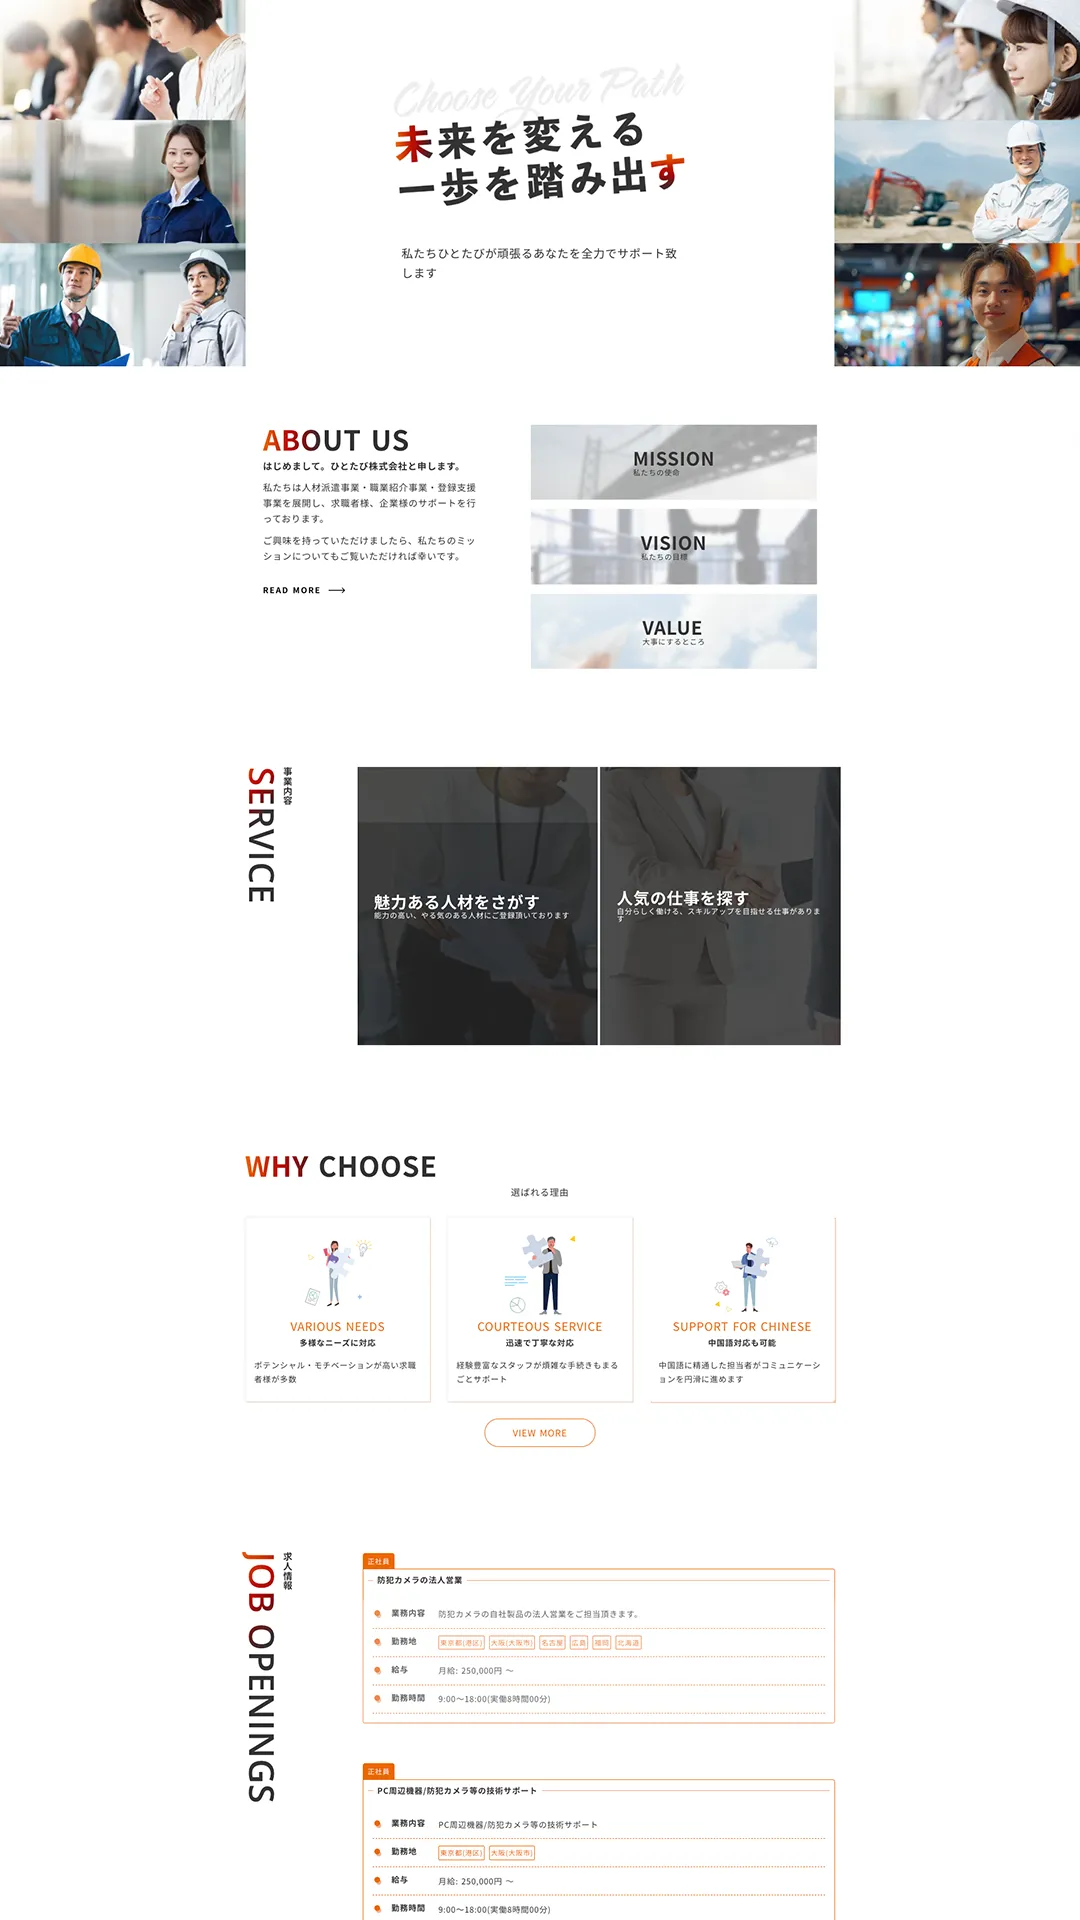 Choose Your Path
未来を変える
一歩を踏み出す
私たちひとたびが頑張るあなたを全力でサポート致
します
ABOUT US
はじめまして。ひとたび株式会社と申します。
私たちは人材派遣事業・職業紹介事業・登録支援
事業を展開し、求職者様、企業様のサポートを行
っております。
ご興味を持っていただけましたら、私たちのミッ
ションについてもご覧いただければ幸いです。
READ MORE
MISSION
私たちの使命
VISION
私たちの目標
VALUE
大事にするところ
SERVICE
事業内容
魅力ある人材をさがす
能力の高い、やる気のある人材にご登録頂いております
人気の仕事を探す
自分らしく働ける、スキルアップを目指せる仕事がありま
す
WHY CHOOSE
選ばれる理由
VARIOUS NEEDS
多様なニーズに対応
ポテンシャル・モチベーションが高い求職
者様が多数
COURTEOUS SERVICE
迅速で丁寧な対応
経験豊富なスタッフが煩雑な手続きもまる
ごとサポート
SUPPORT FOR CHINESE
中国語対応も可能
中国語に精通した担当者がコミュニケーシ
ョンを円滑に進めます
VIEW MORE
JOB OPENINGS
求人情報
正社員
防犯カメラの法人営業
業務内容 防犯カメラの自社製品の法人営業をご担当頂きます。
勤務地 東京都(港区) 大阪(大阪市) 名古屋 広島 福岡 北海道
給与 月給: 250,000円 〜
勤務時間 9:00〜18:00(実働8時間00分)
正社員
PC周辺機器/防犯カメラ等の技術サポート
業務内容 PC周辺機器/防犯カメラ等の技術サポート
勤務地 東京都(港区) 大阪(大阪市)
給与 月給: 250,000円 〜
勤務時間 9:00〜18:00(実働8時間00分)